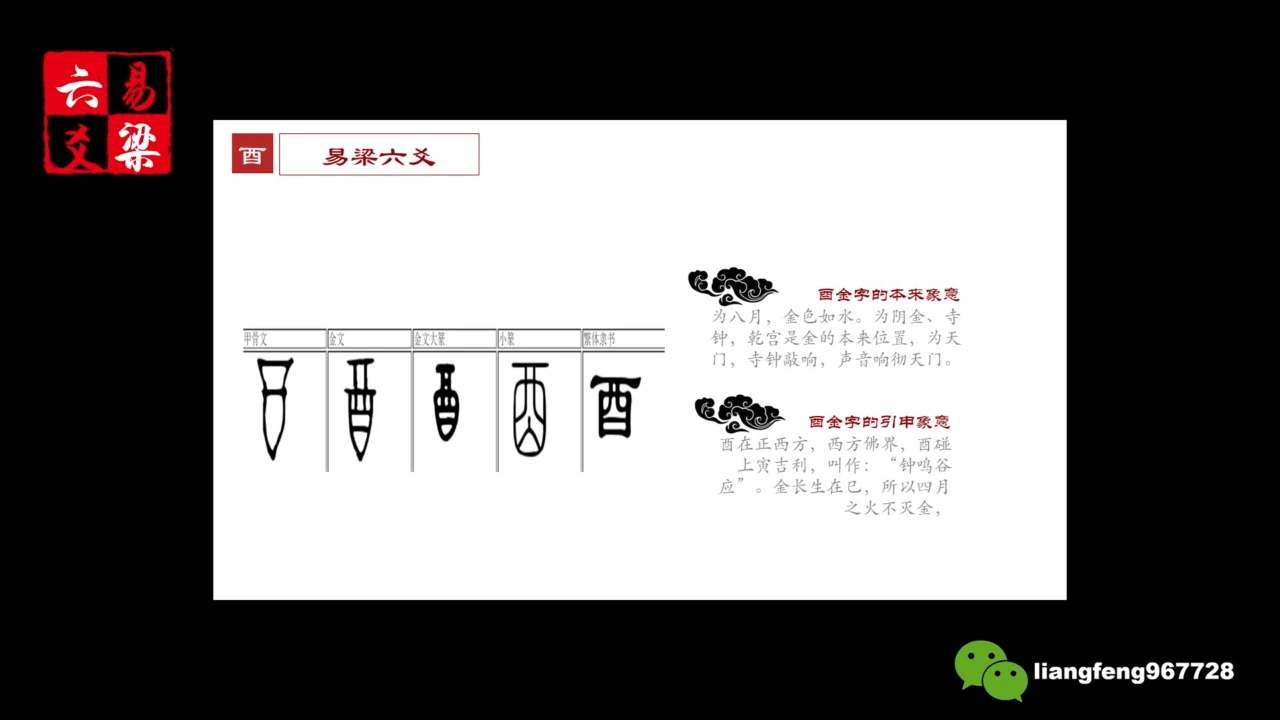 六易
爻梁
酉
易梁六爻
甲骨文 金文 金文大篆 小篆 繁体隶书
酉 酉 酉 酉 酉
酉金字的本来象意
为八月，金色如水。为阴金、寺
钟，乾宫是金的本来位置，为天
门，寺钟敲响，声音响彻天门。
酉金字的引申象意
酉在正西方，西方佛界，酉碰
上寅吉利，叫作：“钟鸣谷
应”。金长生在巳，所以四月
之火不灭金，
liangfeng967728